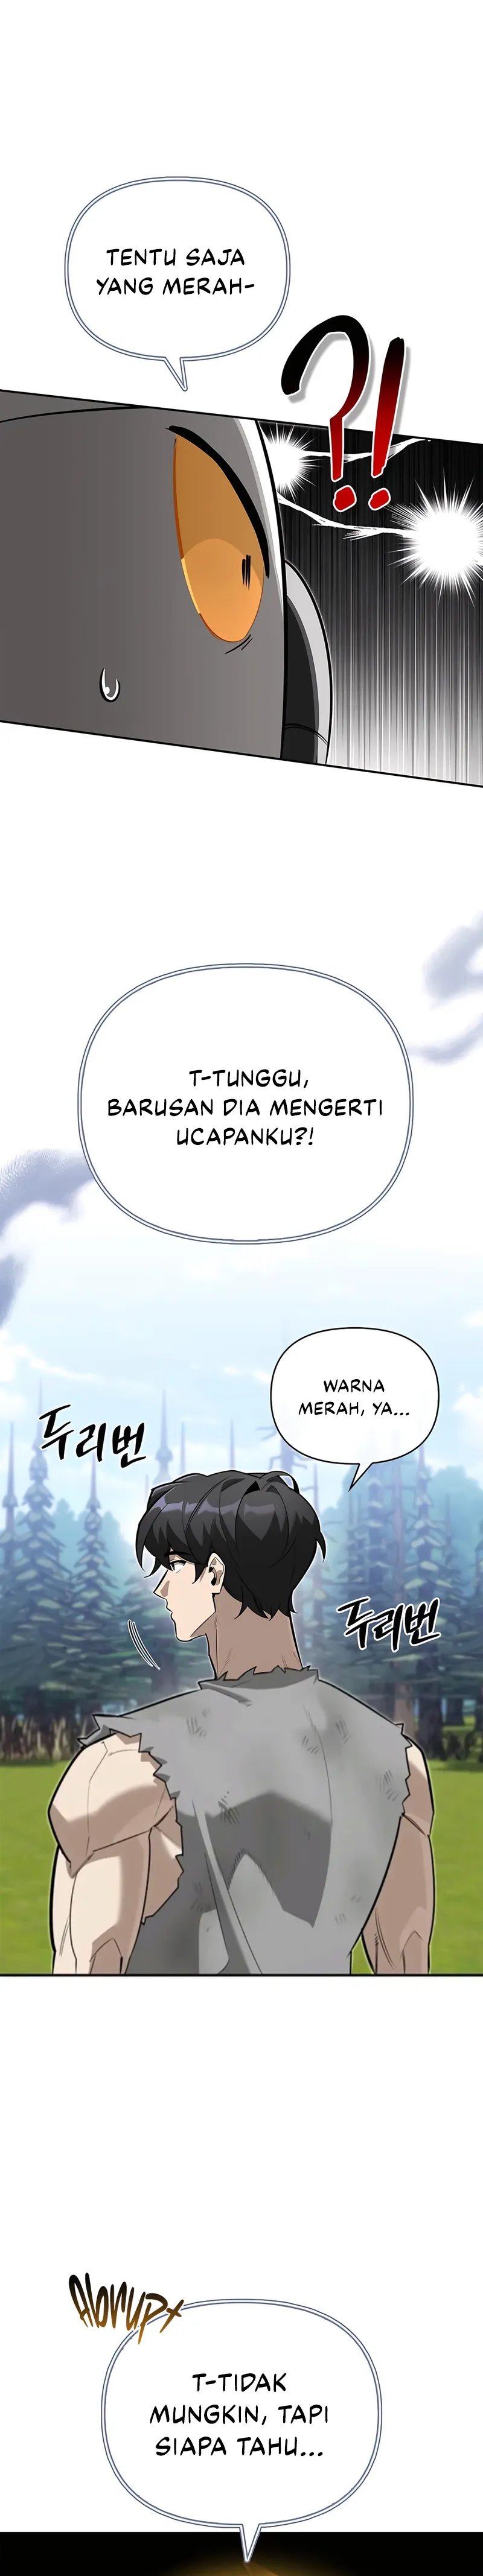 TENTU SAJA
YANG MERAH-
?!
T-TUNGGU,
BARUSAN DIA MENGERTI
UCAPANKU?!
WARNA
MERAH, YA...
두리번
두리번
T-TIDAK
MUNGKIN, TAPI
SIAPA TAHU...